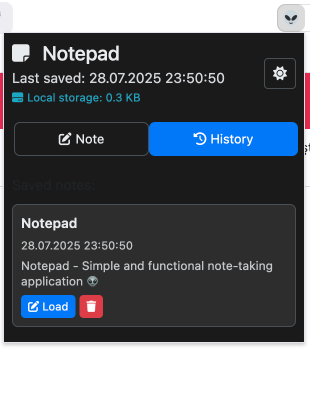 Notepad
Last saved: 28.07.2025 23:50:50
Local storage: 0.3 KB
Note
History
Saved notes:
Notepad
28.07.2025 23:50:50
Notepad - Simple and functional note-taking
application 👽
Load